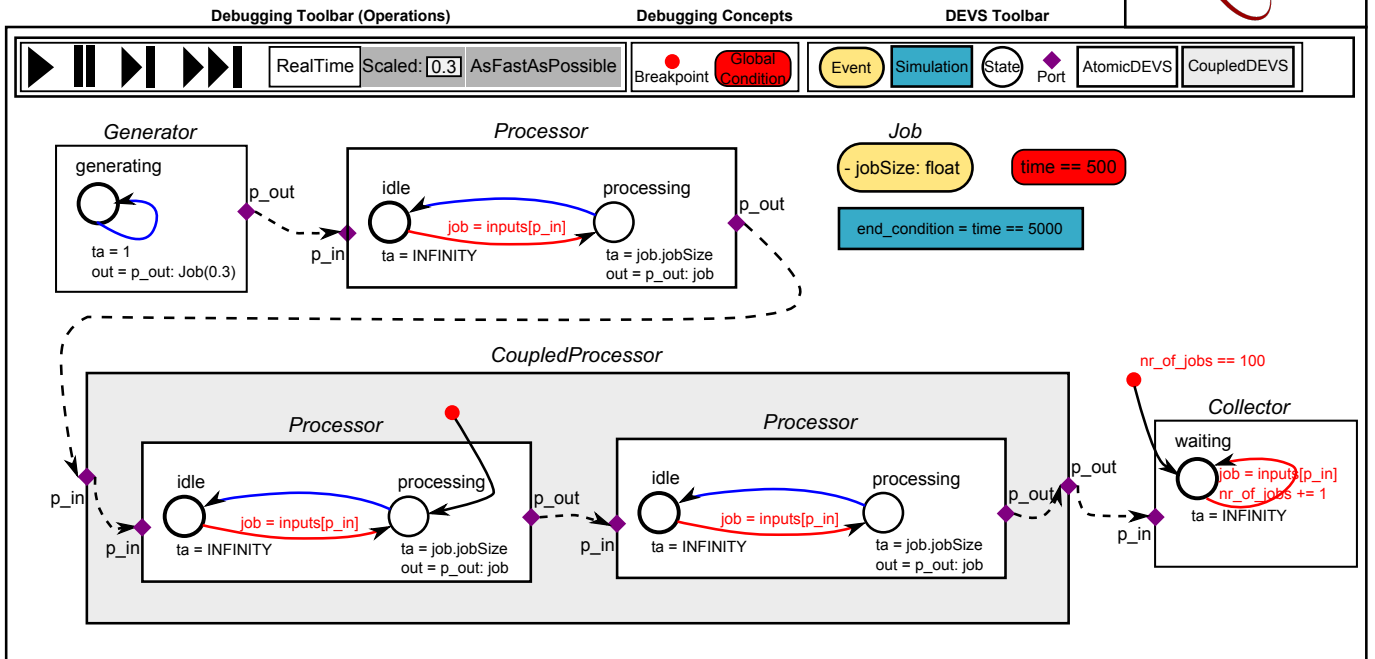 Debugging Toolbar (Operations)
Debugging Concepts
DEVS Toolbar
RealTime
Scaled: 0.3
AsFastAsPossible
Breakpoint
Global
Condition
Event
Simulation
State
Port
AtomicDEVS
CoupledDEVS
Generator
generating
ta = 1
out = p_out: Job(0.3)
p_out
Processor
p_in
idle
ta = INFINITY
job = inputs[p_in]
processing
ta = job.jobSize
out = p_out: job
p_out
Job
- jobSize: float
time == 500
end_condition = time == 5000
CoupledProcessor
p_in
Processor
p_in
idle
ta = INFINITY
job = inputs[p_in]
processing
ta = job.jobSize
out = p_out: job
p_out
Processor
p_in
idle
ta = INFINITY
job = inputs[p_in]
processing
ta = job.jobSize
out = p_out: job
p_out
p_out
nr_of_jobs == 100
Collector
p_in
waiting
job = inputs[p_in]
nr_of_jobs += 1
ta = INFINITY